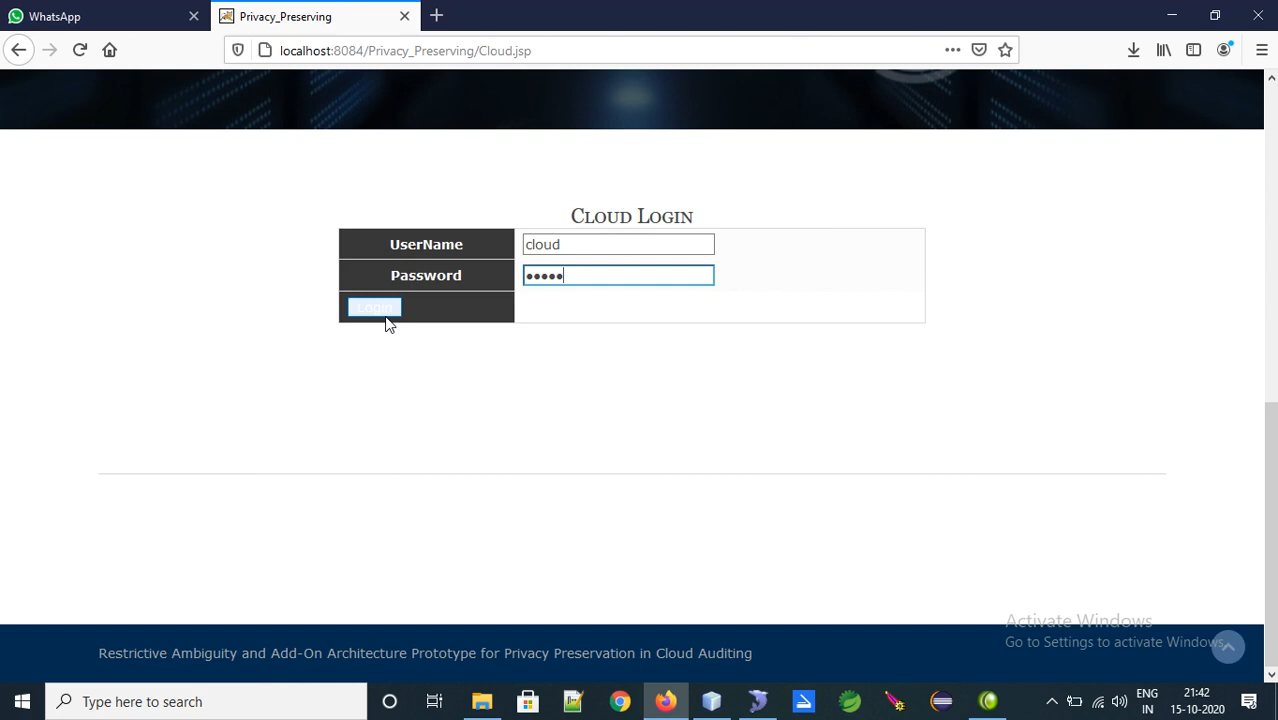 WhatsApp
Privacy_Preserving
localhost:8084/Privacy_Preserving/Cloud.jsp
Cloud Login
UserName
cloud
Password
Login
Activate Windows
Go to Settings to activate Windows.
Restrictive Ambiguity and Add-On Architecture Prototype for Privacy Preservation in Cloud Auditing
Type here to search
ENG
IN
21:42
15-10-2020